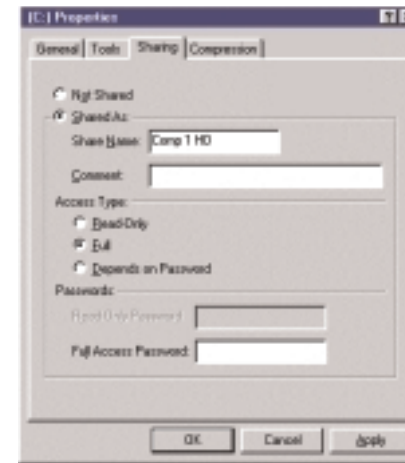 (C:) Properties
General Tools Sharing Compression
Not Shared
Shared As:
Share Name: Comp 1 HD
Comment:
Access Type:
Read-Only
Full
Depends on Password
Passwords:
Read-Only Password:
Full Access Password:
OK Cancel Apply